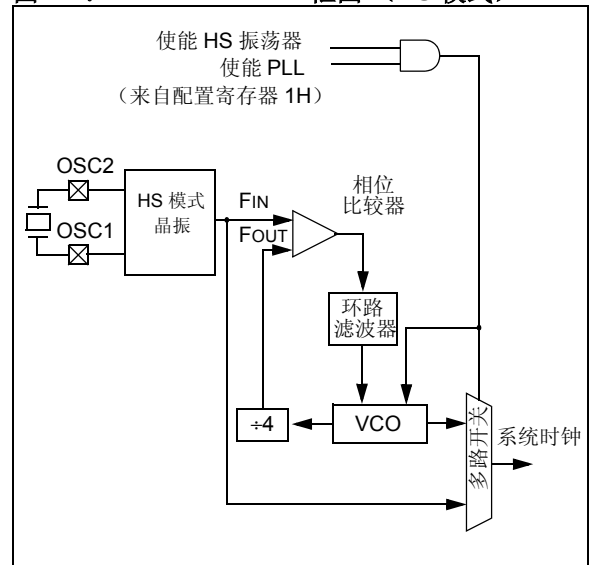 使能 HS 振荡器
使能 PLL
（来自配置寄存器 1H）
OSC2
HS 模式
晶振
OSC1
FIN
FOUT
相位
比较器
环路
滤波器
÷4
VCO
多路开关
系统时钟